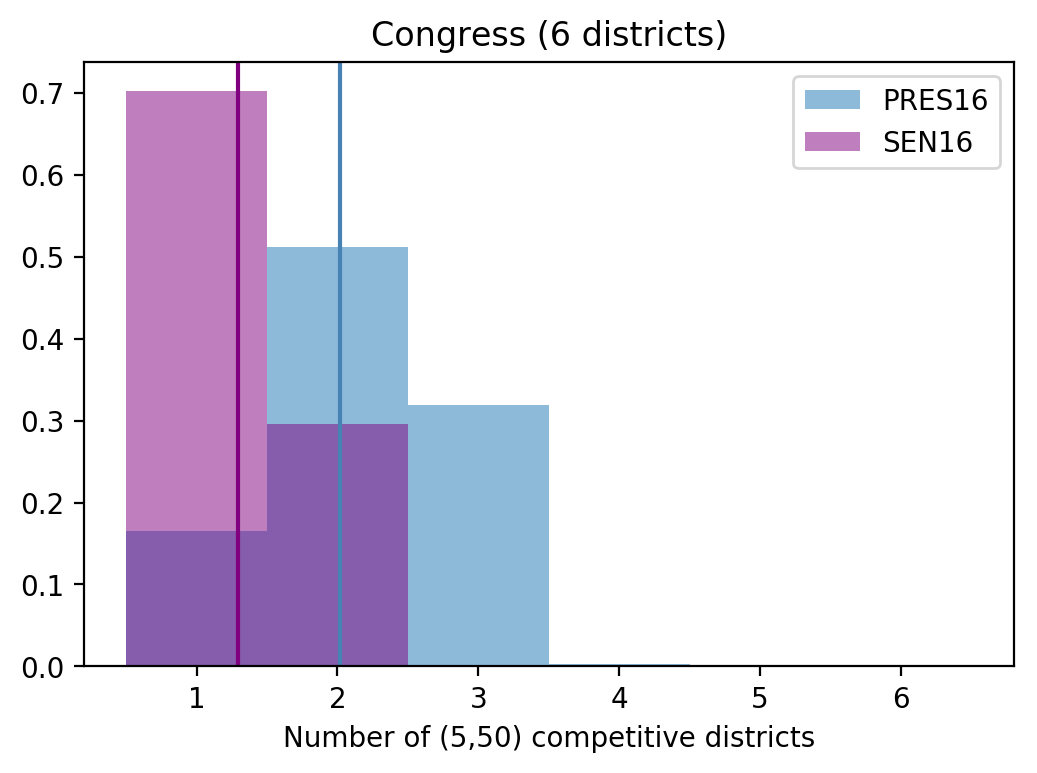 Congress (6 districts)
PRES16
SEN16
0.7
0.6
0.5
0.4
0.3
0.2
0.1
0.0
1 2 3 4 5 6
Number of (5,50) competitive districts